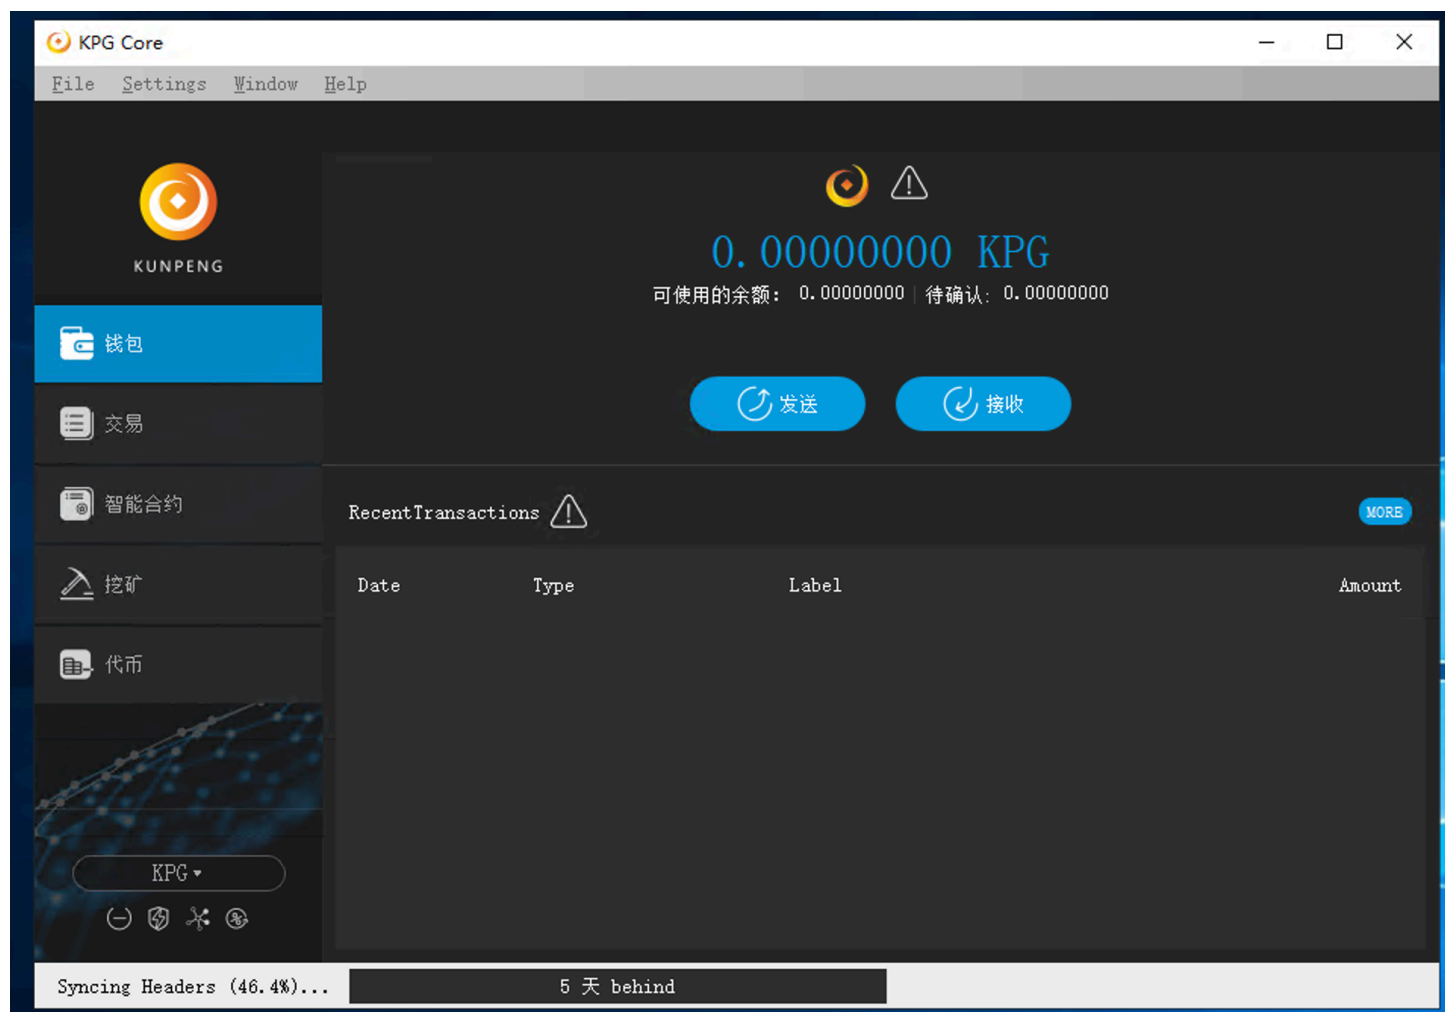 KPG Core
File Settings Window Help
KUNPENG
0.00000000 KPG
可使用的余额： 0.00000000 待确认: 0.00000000
钱包
发送 接收
交易
智能合约
RecentTransactions MORE
挖矿
Date Type Label Amount
代币
KPG
Syncing Headers (46.4%)... 5 天 behind